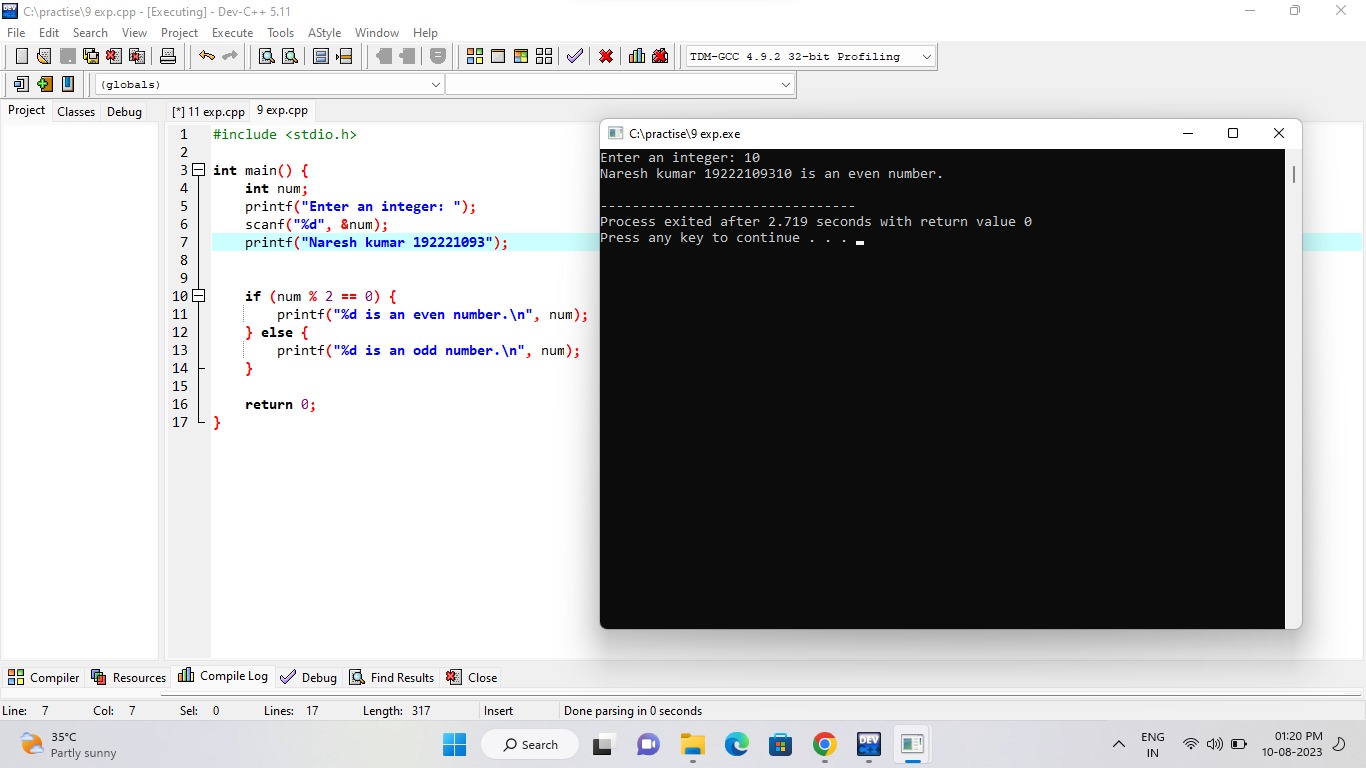 C:\practise\9 exp.cpp - [Executing] - Dev-C++ 5.11
File Edit Search View Project Execute Tools AStyle Window Help
TDM-GCC 4.9.2 32-bit Profiling
(globals)
Project Classes Debug
[*] 11 exp.cpp 9 exp.cpp
1 #include <stdio.h>
2
3 int main() {
4 int num;
5 printf("Enter an integer: ");
6 scanf("%d", &num);
7 printf("Naresh kumar 192221093");
8
9
10 if (num % 2 == 0) {
11 printf("%d is an even number.\n", num);
12 } else {
13 printf("%d is an odd number.\n", num);
14 }
15
16 return 0;
17 }
C:\practise\9 exp.exe
Enter an integer: 10
Naresh kumar 19222109310 is an even number.
--------------------------------
Process exited after 2.719 seconds with return value 0
Press any key to continue . . .
Compiler Resources Compile Log Debug Find Results Close
Line: 7 Col: 7 Sel: 0 Lines: 17 Length: 317 Insert Done parsing in 0 seconds
35°C
Partly sunny
Search
DEV
ENG
IN
01:20 PM
10-08-2023